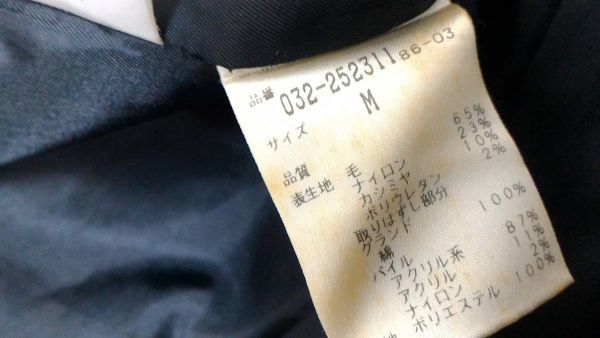 品番 032-252311 86-03
サイズ M
品質
表生地 毛 65%
ナイロン 23%
カシミヤ 10%
ポリウレタン 2%
取りはずし部分
グランド
綿 100%
パイル
アクリル系 87%
アクリル 11%
ナイロン 2%
ポリエステル 100%